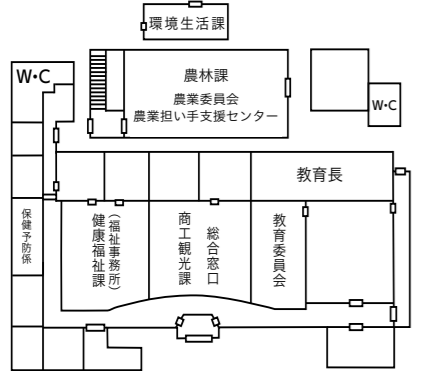 環境生活課
W・C
農林課
農業委員会
農業担い手支援センター
W・C
教育長
保健予防係
健康福祉課
(福祉事務所)
商工観光課
総合窓口
教育委員会